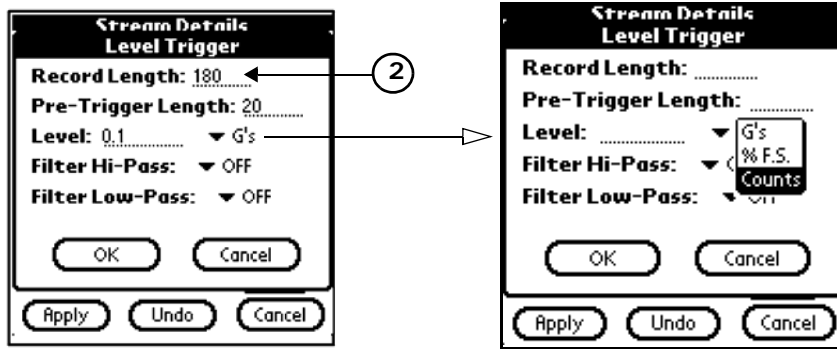 Stream Details
Level Trigger
Record Length: 180
Pre-Trigger Length: 20
Level: 0.1 G's
Filter Hi-Pass: OFF
Filter Low-Pass: OFF
OK Cancel
Apply Undo Cancel
2
Stream Details
Level Trigger
Record Length:
Pre-Trigger Length:
Level: G's
% F.S.
Counts
Filter Hi-Pass:
Filter Low-Pass:
OK Cancel
Apply Undo Cancel